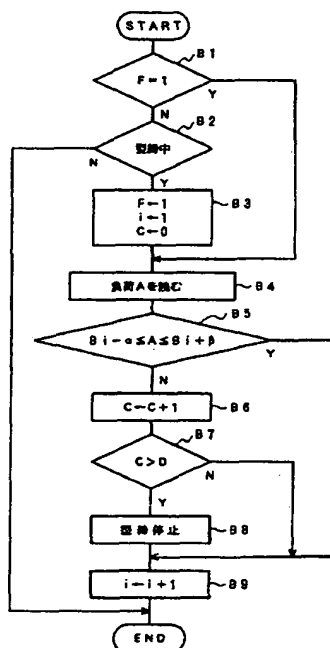 START
B1
F=1
Y
N
B2
N
型締中
Y
F←1
i←1
C←0
B3
負荷Aを読む
B4
B5
Bi-α≤A≤Bi+β
Y
N
C←C+1
B6
B7
C>D
N
Y
型締停止
B8
i←i+1
B9
END